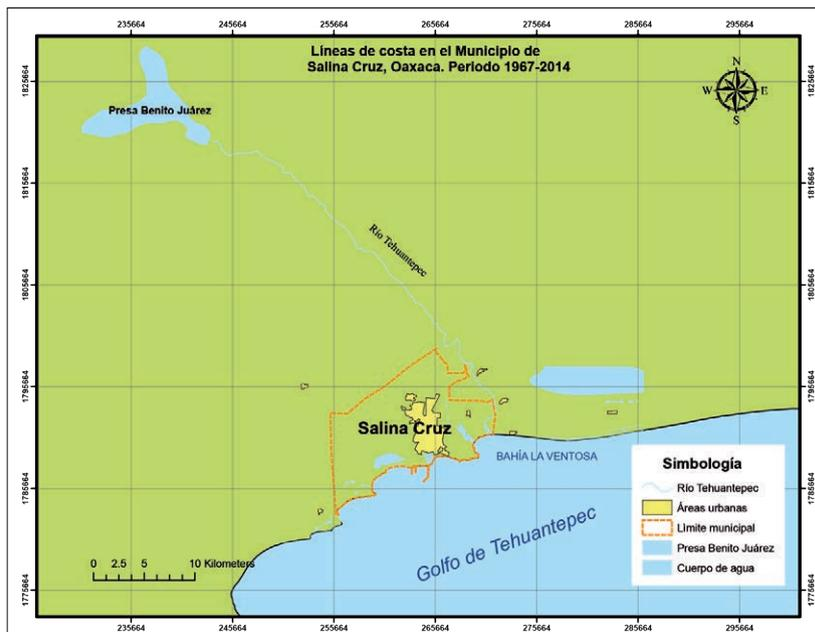 235664 245664 255664 265664 275664 285664 295664
Líneas de costa en el Municipio de
Salina Cruz, Oaxaca. Periodo 1967-2014
N
W E
S
Presa Benito Juárez
Río Tehuantepec
Salina Cruz
BAHÍA LA VENTOSA
Golfo de Tehuantepec
0 2.5 5 10 Kilometers
Simbología
Río Tehuantepec
Áreas urbanas
Límite municipal
Presa Benito Juárez
Cuerpo de agua
1825664
1815664
1805664
1795664
1785664
1775664
1825664
1815664
1805664
1795664
1785664
1775664
235664 245664 255664 265664 275664 285664 295664